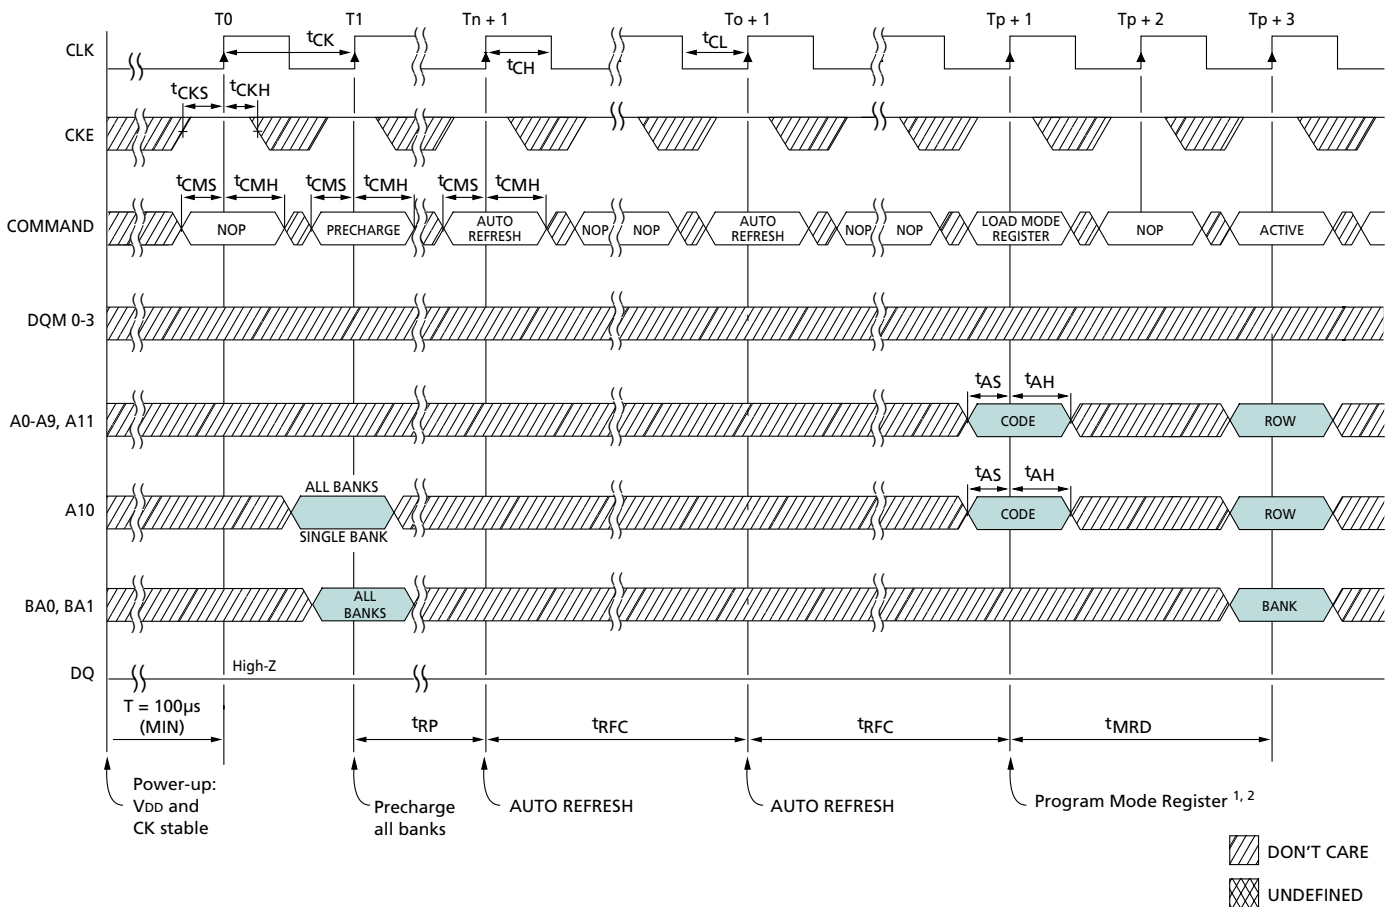 T0 T1 Tn + 1 To + 1 Tp + 1 Tp + 2 Tp + 3
CLK
tCK
tCH
tCL
tCKS tCKH
CKE
tCMS tCMH tCMS tCMH tCMS tCMH
COMMAND
NOP
PRECHARGE
AUTO
REFRESH
NOP
NOP
AUTO
REFRESH
NOP
NOP
LOAD MODE
REGISTER
NOP
ACTIVE
DQM 0-3
tAS tAH
A0-A9, A11
CODE
ROW
tAS tAH
ALL BANKS
A10
CODE
ROW
SINGLE BANK
BA0, BA1
ALL
BANKS
BANK
DQ
High-Z
T = 100µs
(MIN)
tRP
tRFC
tRFC
tMRD
Power-up:
VDD and
CK stable
Precharge
all banks
AUTO REFRESH
AUTO REFRESH
Program Mode Register 1, 2
DON'T CARE
UNDEFINED